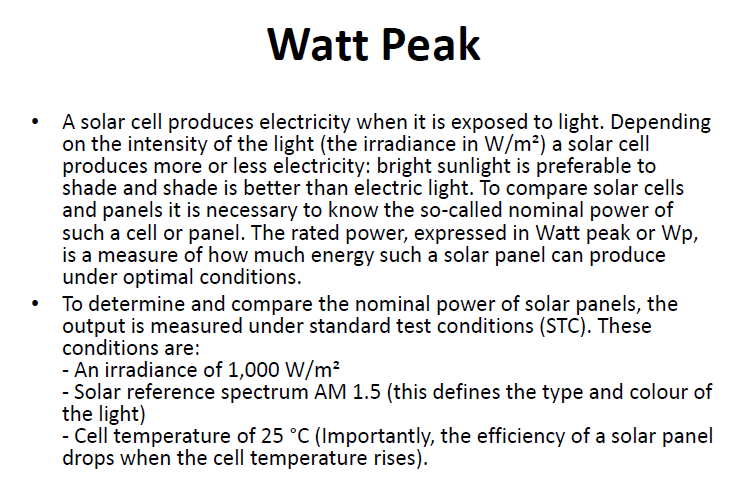 Watt Peak
• A solar cell produces electricity when it is exposed to light. Depending
on the intensity of the light (the irradiance in W/m²) a solar cell
produces more or less electricity: bright sunlight is preferable to
shade and shade is better than electric light. To compare solar cells
and panels it is necessary to know the so-called nominal power of
such a cell or panel. The rated power, expressed in Watt peak or Wp,
is a measure of how much energy such a solar panel can produce
under optimal conditions.
• To determine and compare the nominal power of solar panels, the
output is measured under standard test conditions (STC). These
conditions are:
- An irradiance of 1,000 W/m²
- Solar reference spectrum AM 1.5 (this defines the type and colour of
the light)
- Cell temperature of 25 °C (Importantly, the efficiency of a solar panel
drops when the cell temperature rises).